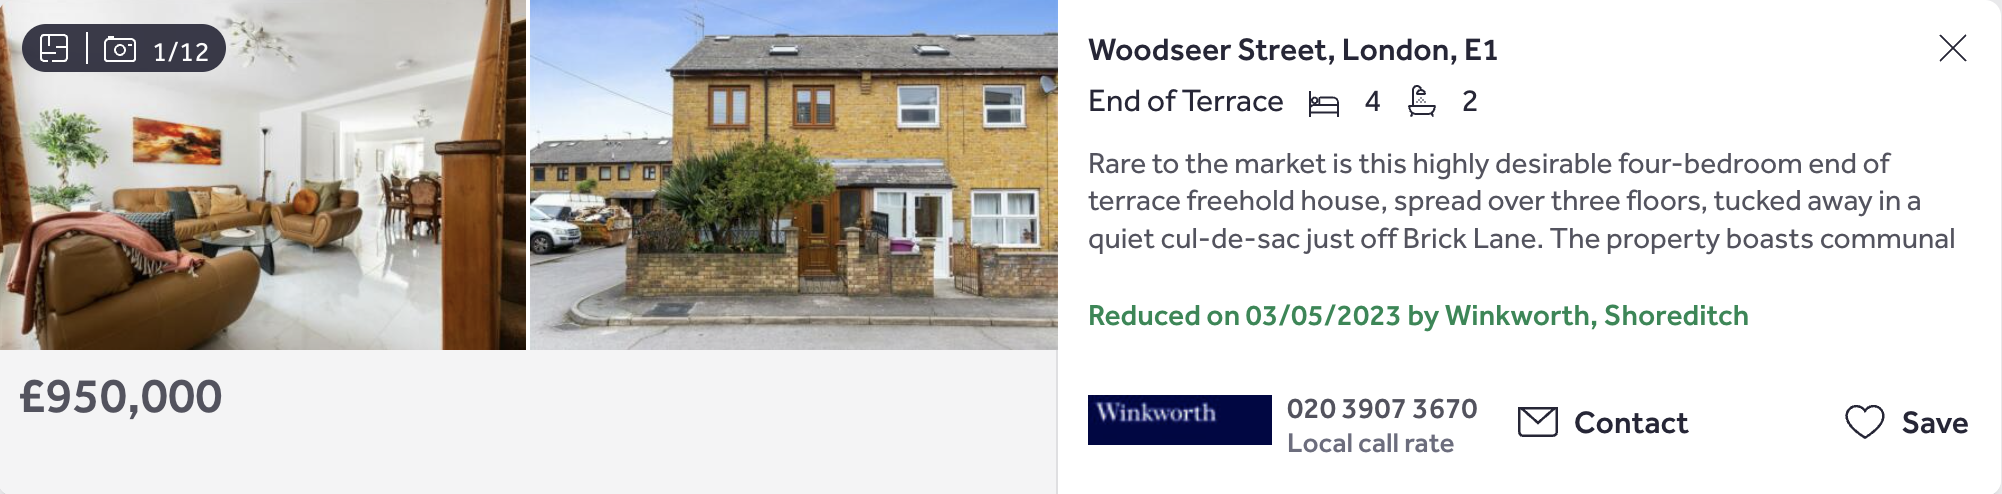 1/12
£950,000
Woodseer Street, London, E1
End of Terrace 4 2
Rare to the market is this highly desirable four-bedroom end of
terrace freehold house, spread over three floors, tucked away in a
quiet cul-de-sac just off Brick Lane. The property boasts communal
Reduced on 03/05/2023 by Winkworth, Shoreditch
Winkworth
020 3907 3670
Local call rate
Contact
Save